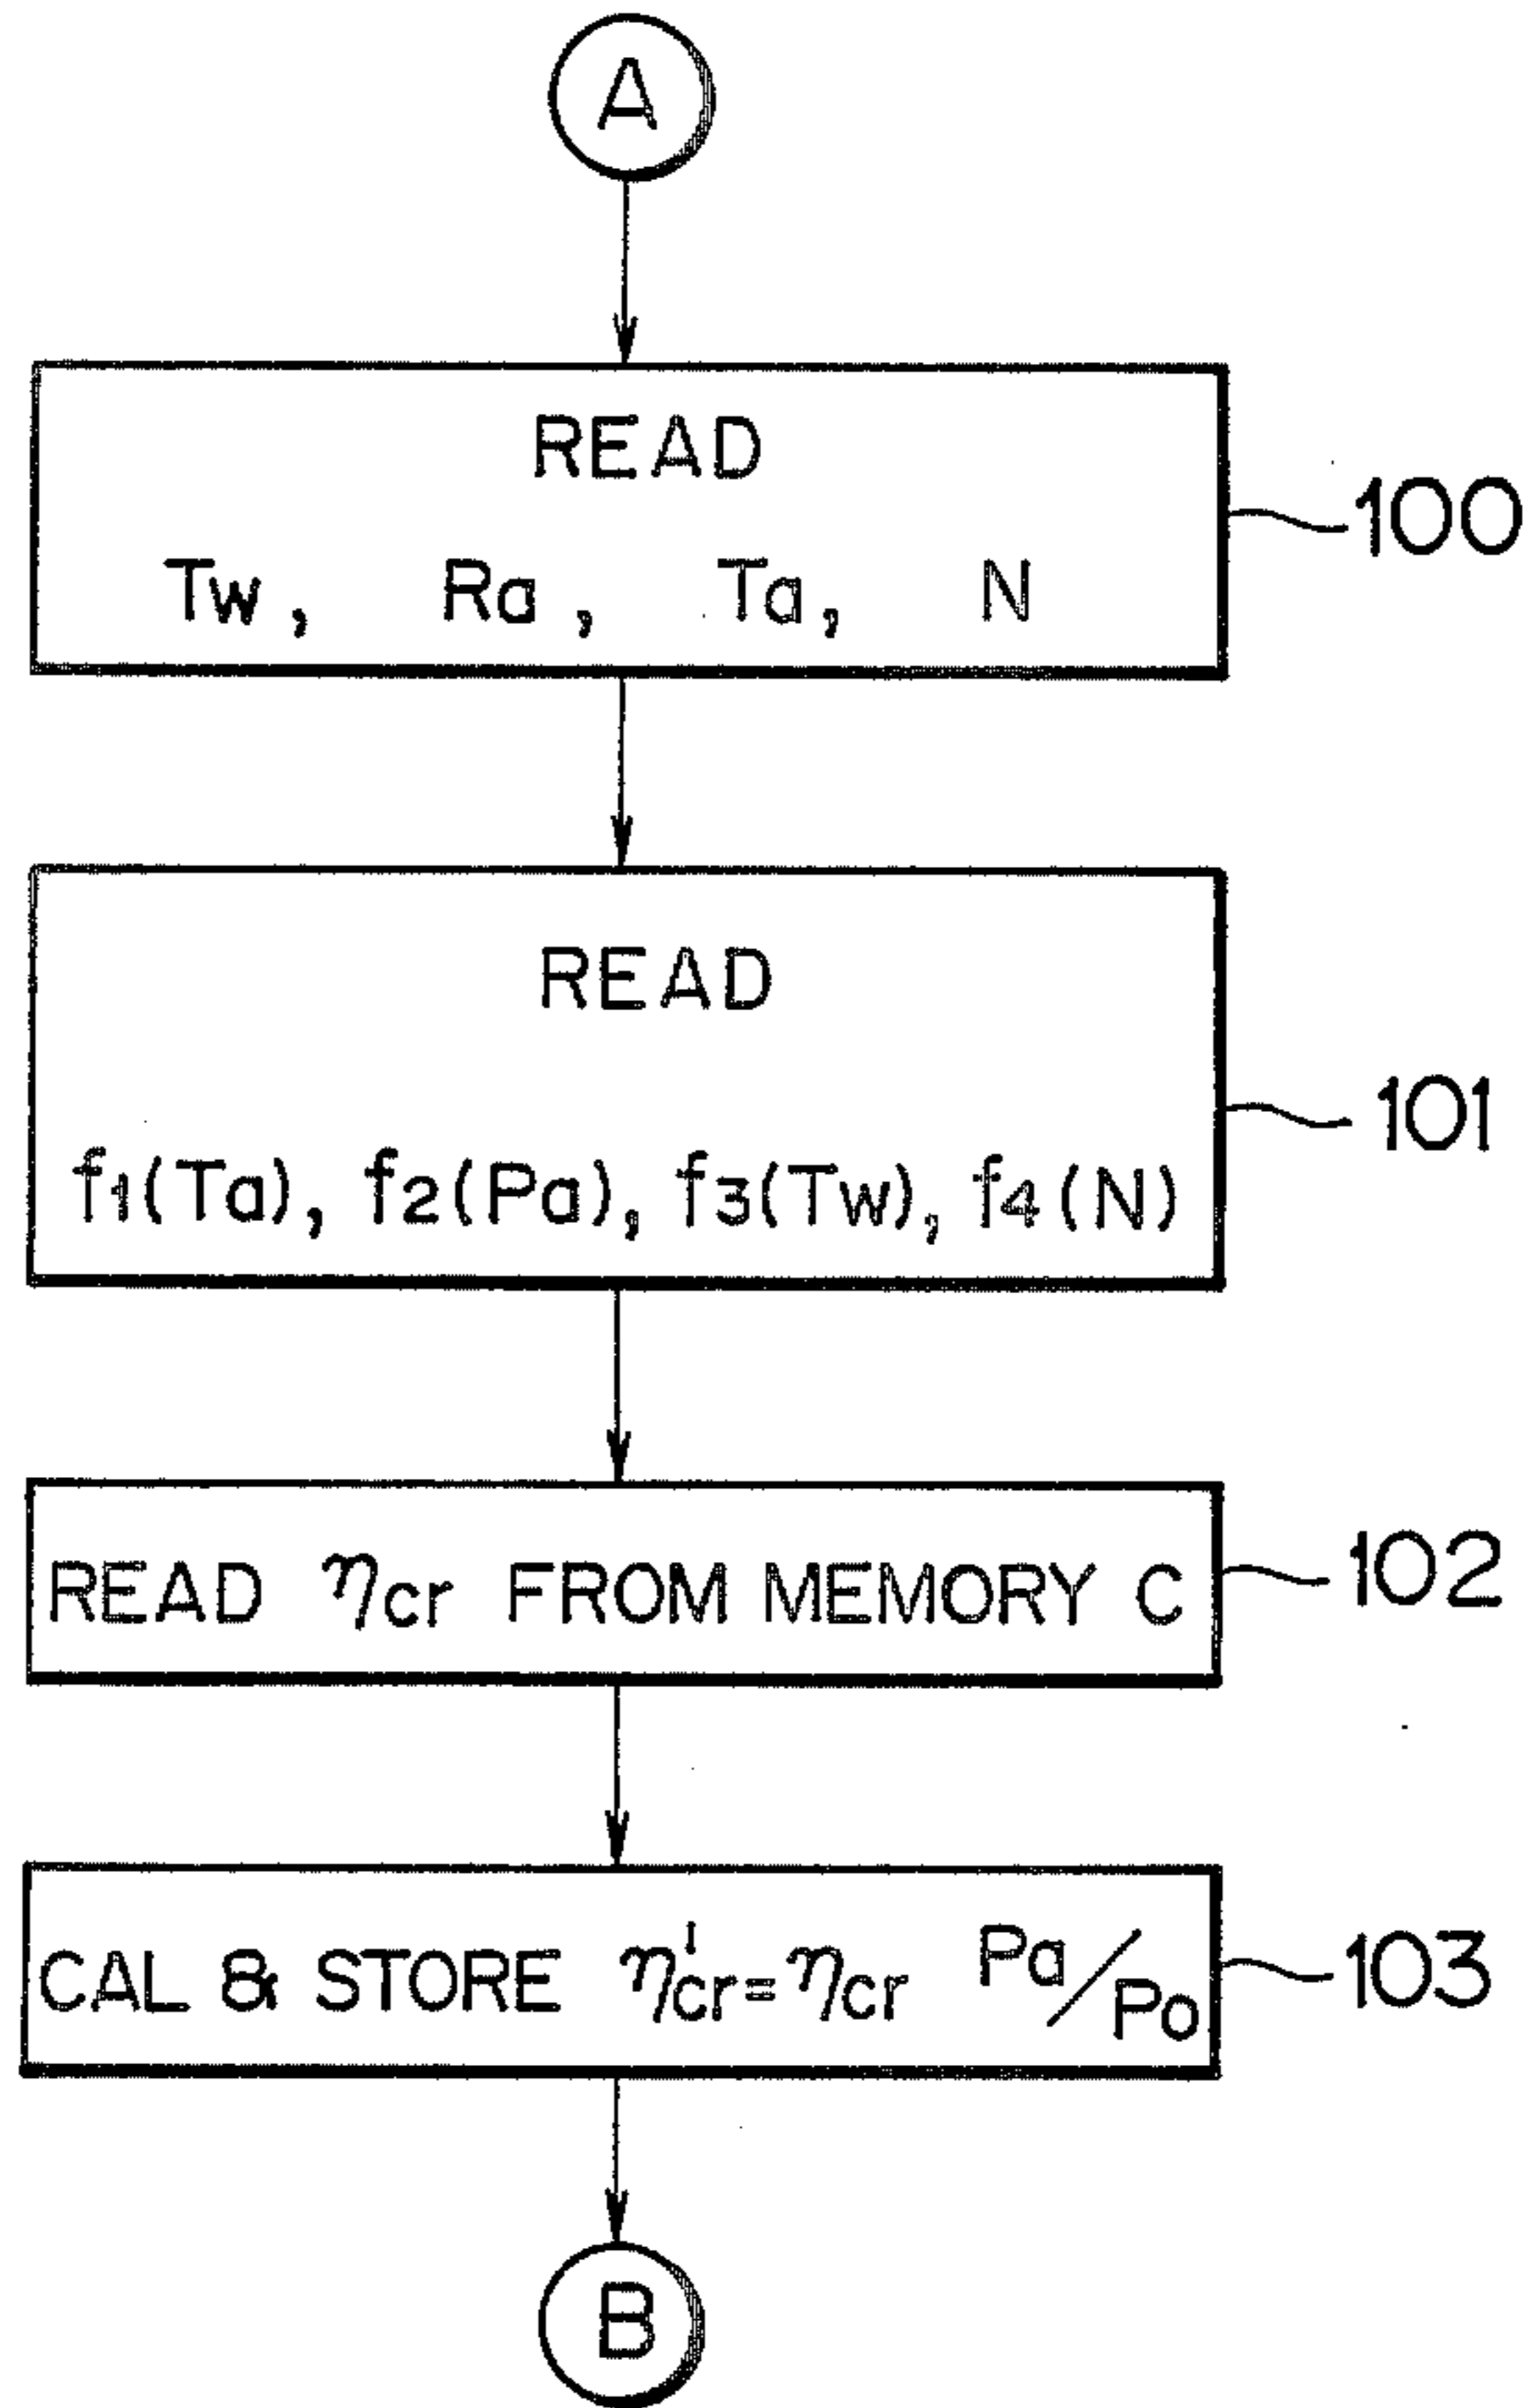 A
READ
Tw, Ra, Ta, N
100
READ
f1(Ta), f2(Pa), f3(Tw), f4(N)
101
READ ηcr FROM MEMORY C
102
CAL & STORE η'cr=ηcr Pa/Po
103
B